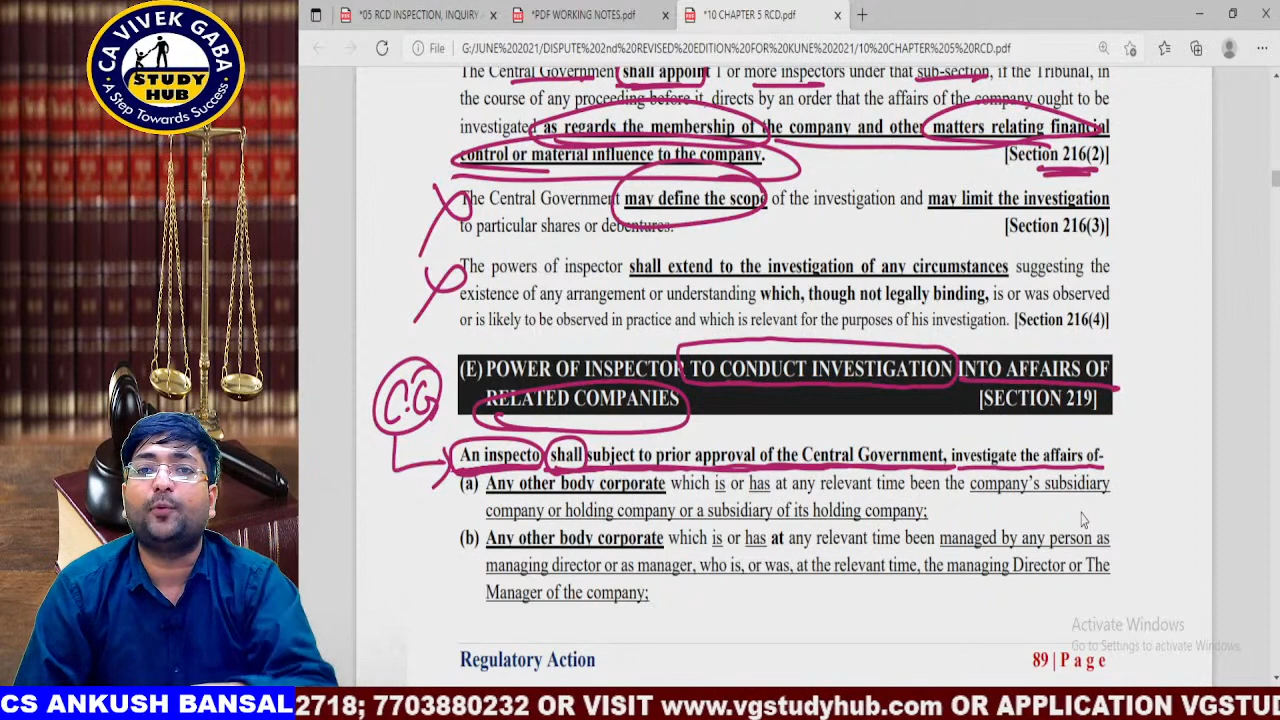 CA VIVEK GABA
STUDY
HUB
A Step Towards Success
*05 RCD INSPECTION, INQUIRY
*PDF WORKING NOTES.pdf
*10 CHAPTER 5 RCD.pdf
File
G:/JUNE%202021/DISPUTE%202nd%20REVISED%20EDITION%20FOR%20KUNE%20021/10%20CHAPTER%205%20RCD.pdf
The Central Government shall appoint 1 or more inspectors under that sub-section, if the Tribunal, in
the course of any proceeding before it, directs by an order that the affairs of the company ought to be
investigated as regards the membership of the company and other matters relating financial
control or material influence to the company. [Section 216(2)]
The Central Government may define the scope of the investigation and may limit the investigation
to particular shares or debentures. [Section 216(3)]
The powers of inspector shall extend to the investigation of any circumstances suggesting the
existence of any arrangement or understanding which, though not legally binding, is or was observed
or is likely to be observed in practice and which is relevant for the purposes of his investigation. [Section 216(4)]
C.G
(E) POWER OF INSPECTOR TO CONDUCT INVESTIGATION INTO AFFAIRS OF
RELATED COMPANIES [SECTION 219]
An inspecto shall subject to prior approval of the Central Government, investigate the affairs of-
(a) Any other body corporate which is or has at any relevant time been the company's subsidiary
company or holding company or a subsidiary of its holding company;
(b) Any other body corporate which is or has at any relevant time been managed by any person as
managing director or as manager, who is, or was, at the relevant time, the managing Director or The
Manager of the company;
Activate Windows
Go to Settings to activate Windows.
Regulatory Action 89 | P a g e
CS ANKUSH BANSAL 2718; 7703880232 OR VISIT www.vgstudyhub.com OR APPLICATION VGSTU